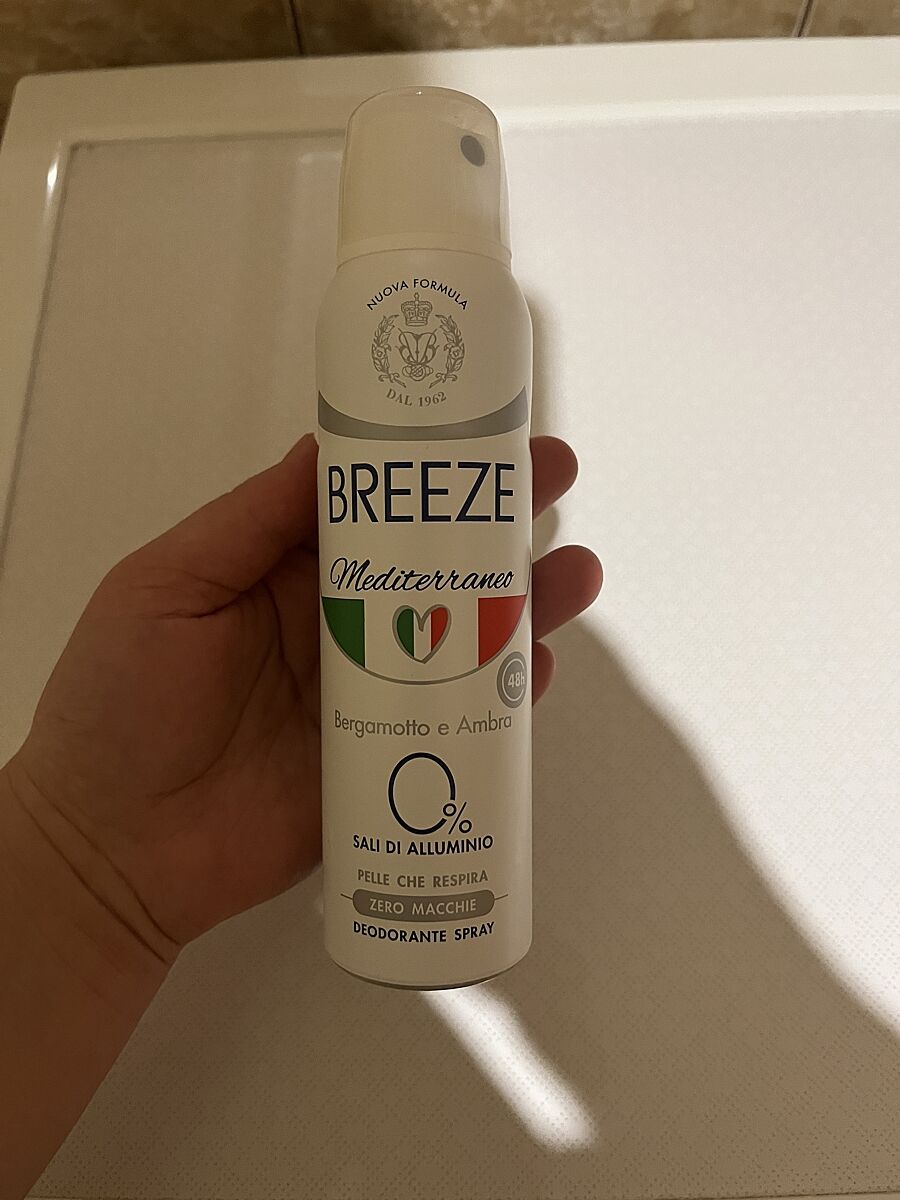 NUOVA FORMULA
DAL 1962
BREEZE
Mediterraneo
48h
Bergamotto e Ambra
0%
SALI DI ALLUMINIO
PELLE CHE RESPIRA
ZERO MACCHIE
DEODORANTE SPRAY